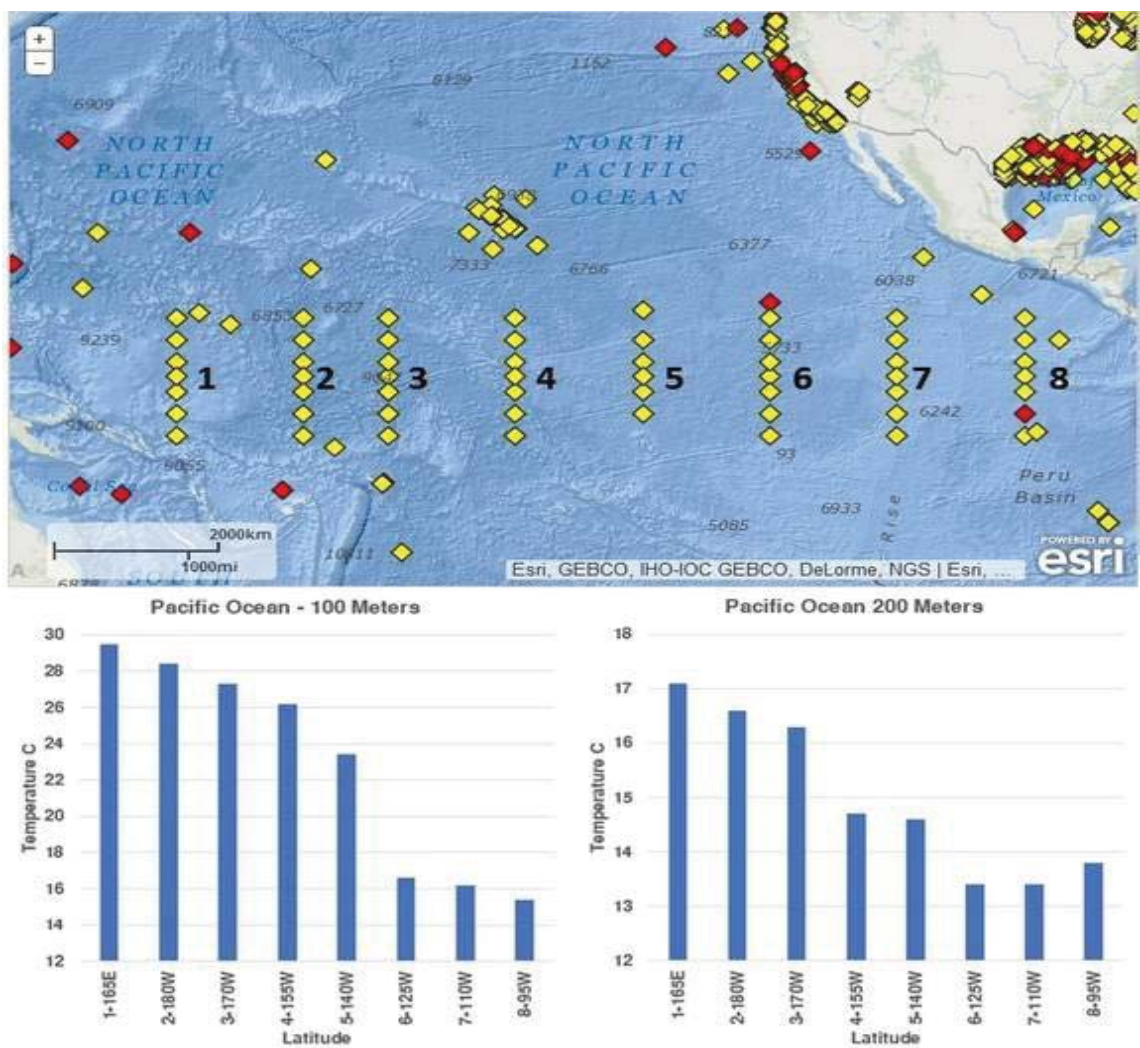 +
−
6909
8129
1162
NORTH
PACIFIC
OCEAN
NORTH
PACIFIC
OCEAN
5529
Mexico
7333
6766
6377
6038
6721
9239
6853
6727
1
2
3
4
5
6
7
8
6242
9100
9055
93
Peru
Basin
2000km
1000mi
5085
6933
Rise
POWERED BY
esri
Esri, GEBCO, IHO-IOC GEBCO, DeLorme, NGS | Esri, ...
Pacific Ocean - 100 Meters
30
28
26
24
22
20
18
16
14
12
Temperature C
1-165E
2-180W
3-170W
4-155W
5-140W
6-125W
7-110W
8-95W
Latitude
Pacific Ocean 200 Meters
18
17
16
15
14
13
12
Temperature C
1-165E
2-180W
3-170W
4-155W
5-140W
6-125W
7-110W
8-95W
Latitude